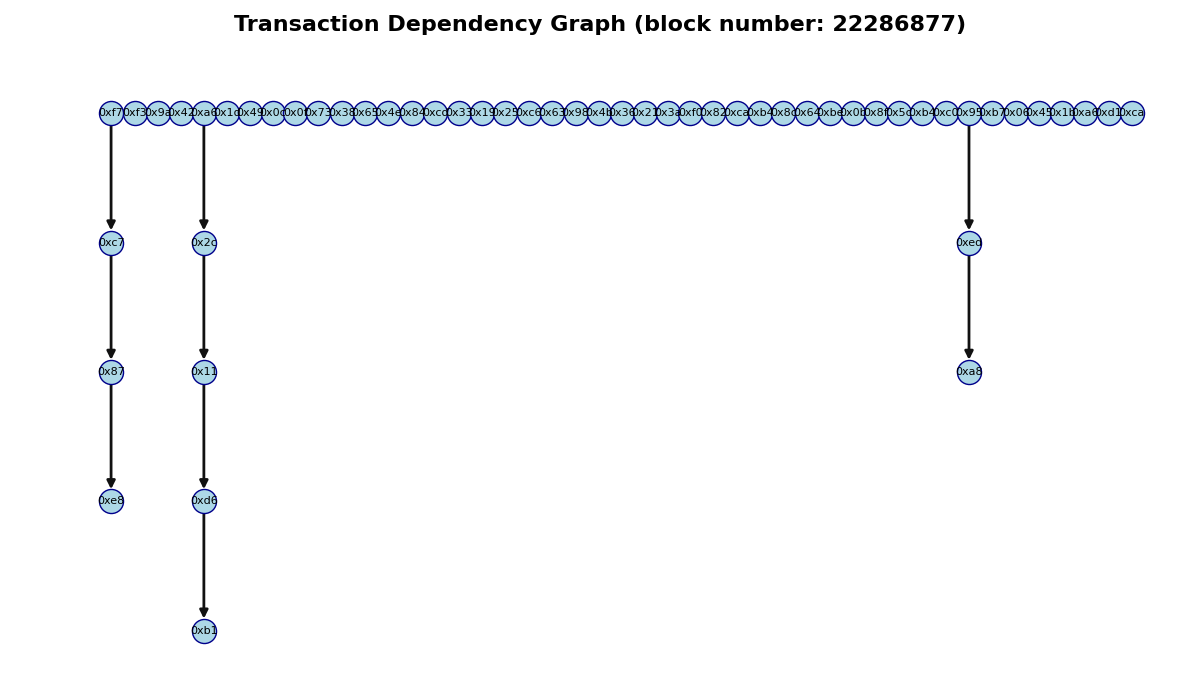 Transaction Dependency Graph (block number: 22286877)
0xf7 0xf3 0x9a 0x42 0xa6 0x1d 0x49 0x0c 0x0f 0x73 0x38 0x65 0x4e 0x84 0xcc 0x33 0x19 0x25 0xc6 0x63 0x98 0x4b 0x36 0x21 0x3a 0xf0 0x82 0xca 0xb4 0x8c 0x64 0xbe 0x0b 0x8f 0x5d 0xb4 0xc0 0x95 0xb7 0x06 0x45 0x1b 0xa6 0xd1 0xca
0xc7 0x2c 0xed
0x87 0x11 0xa8
0xe8 0xd6
0xb1